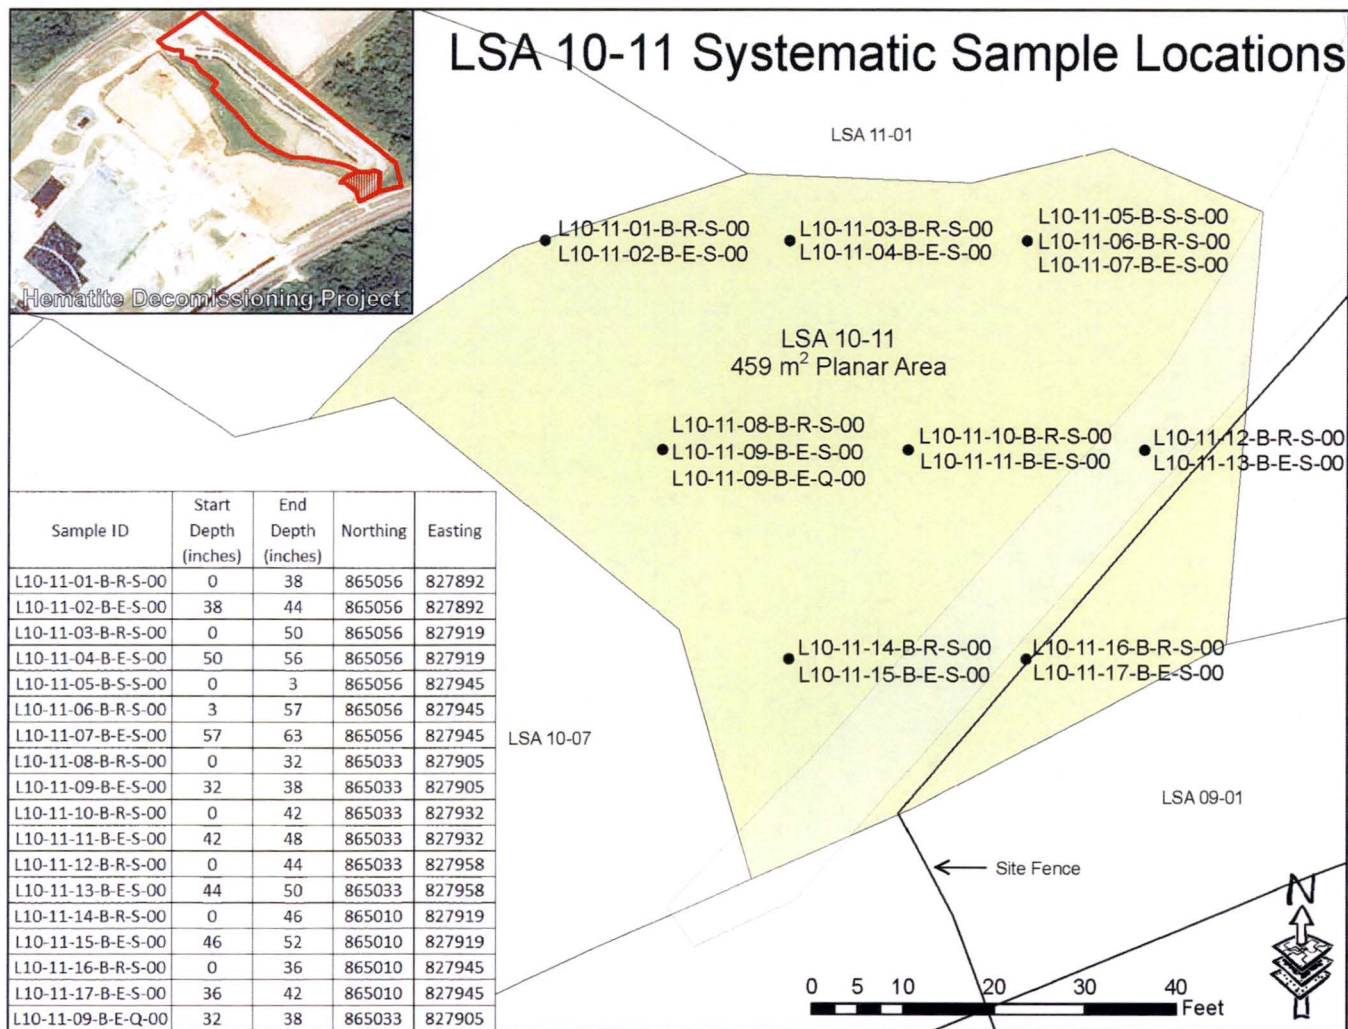 LSA 10-11 Systematic Sample Locations
Hematite Decomissioning Project
LSA 11-01
L10-11-01-B-R-S-00
L10-11-02-B-E-S-00
L10-11-03-B-R-S-00
L10-11-04-B-E-S-00
L10-11-05-B-S-S-00
L10-11-06-B-R-S-00
L10-11-07-B-E-S-00
LSA 10-11
459 m² Planar Area
L10-11-08-B-R-S-00
L10-11-09-B-E-S-00
L10-11-09-B-E-Q-00
L10-11-10-B-R-S-00
L10-11-11-B-E-S-00
L10-11-12-B-R-S-00
L10-11-13-B-E-S-00
L10-11-14-B-R-S-00
L10-11-15-B-E-S-00
L10-11-16-B-R-S-00
L10-11-17-B-E-S-00
LSA 10-07
LSA 09-01
Site Fence
N
0 5 10 20 30 40
Feet
Sample ID Start Depth (inches) End Depth (inches) Northing Easting
L10-11-01-B-R-S-00 0 38 865056 827892
L10-11-02-B-E-S-00 38 44 865056 827892
L10-11-03-B-R-S-00 0 50 865056 827919
L10-11-04-B-E-S-00 50 56 865056 827919
L10-11-05-B-S-S-00 0 3 865056 827945
L10-11-06-B-R-S-00 3 57 865056 827945
L10-11-07-B-E-S-00 57 63 865056 827945
L10-11-08-B-R-S-00 0 32 865033 827905
L10-11-09-B-E-S-00 32 38 865033 827905
L10-11-10-B-R-S-00 0 42 865033 827932
L10-11-11-B-E-S-00 42 48 865033 827932
L10-11-12-B-R-S-00 0 44 865033 827958
L10-11-13-B-E-S-00 44 50 865033 827958
L10-11-14-B-R-S-00 0 46 865010 827919
L10-11-15-B-E-S-00 46 52 865010 827919
L10-11-16-B-R-S-00 0 36 865010 827945
L10-11-17-B-E-S-00 36 42 865010 827945
L10-11-09-B-E-Q-00 32 38 865033 827905